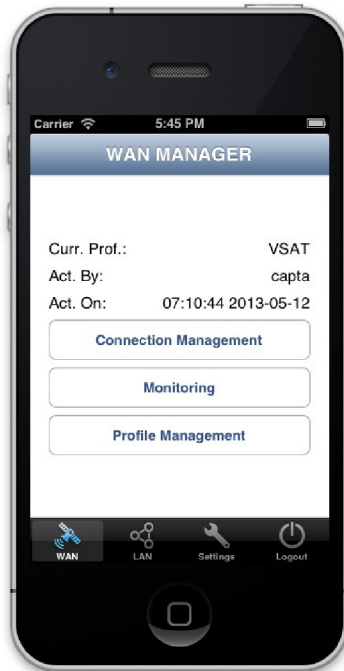 Carrier 5:45 PM
WAN MANAGER
Curr. Prof.: VSAT
Act. By: capta
Act. On: 07:10:44 2013-05-12
Connection Management
Monitoring
Profile Management
WAN LAN Settings Logout